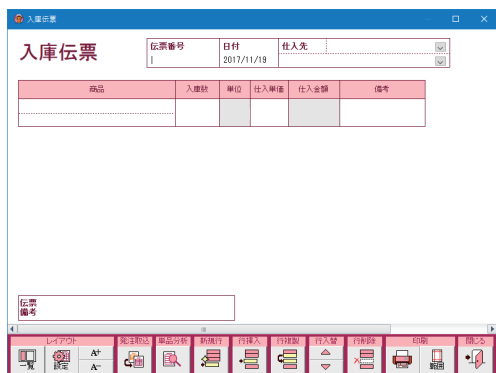 入庫伝票
入庫伝票
伝票番号 日付 仕入先
2017/11/19
商品 入庫数 単位 仕入単価 仕入金額 備考
伝票
備考
レイアウト 発注取込 単品分析 新規行 行挿入 行複製 行入替 行削除 印刷 閉じる
一覧 設定 A+ 範囲
A-